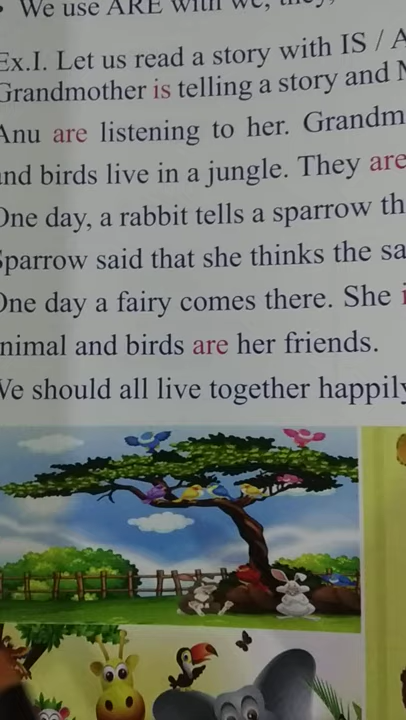 • We use ARE with we, they,
Ex.I. Let us read a story with IS / A
Grandmother is telling a story and
Anu are listening to her. Grandm
and birds live in a jungle. They are
One day, a rabbit tells a sparrow th
Sparrow said that she thinks the sa
One day a fairy comes there. She i
nimal and birds are her friends.
We should all live together happily